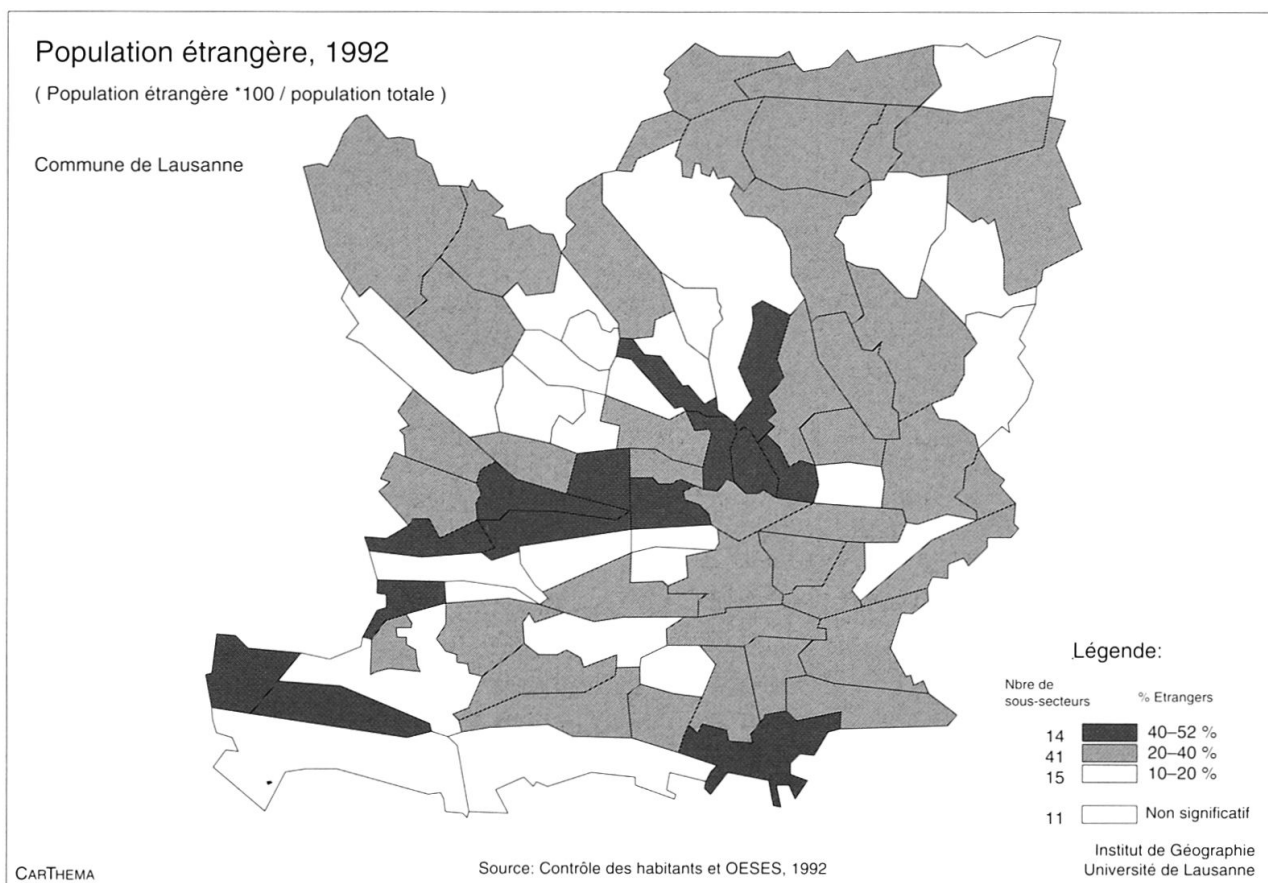 Population étrangère, 1992
( Population étrangère *100 / population totale )
Commune de Lausanne
Légende:
Nbre de
sous-secteurs
% Etrangers
14 40–52 %
41 20–40 %
15 10–20 %
11 Non significatif
CARTHEMA
Source: Contrôle des habitants et OESES, 1992
Institut de Géographie
Université de Lausanne